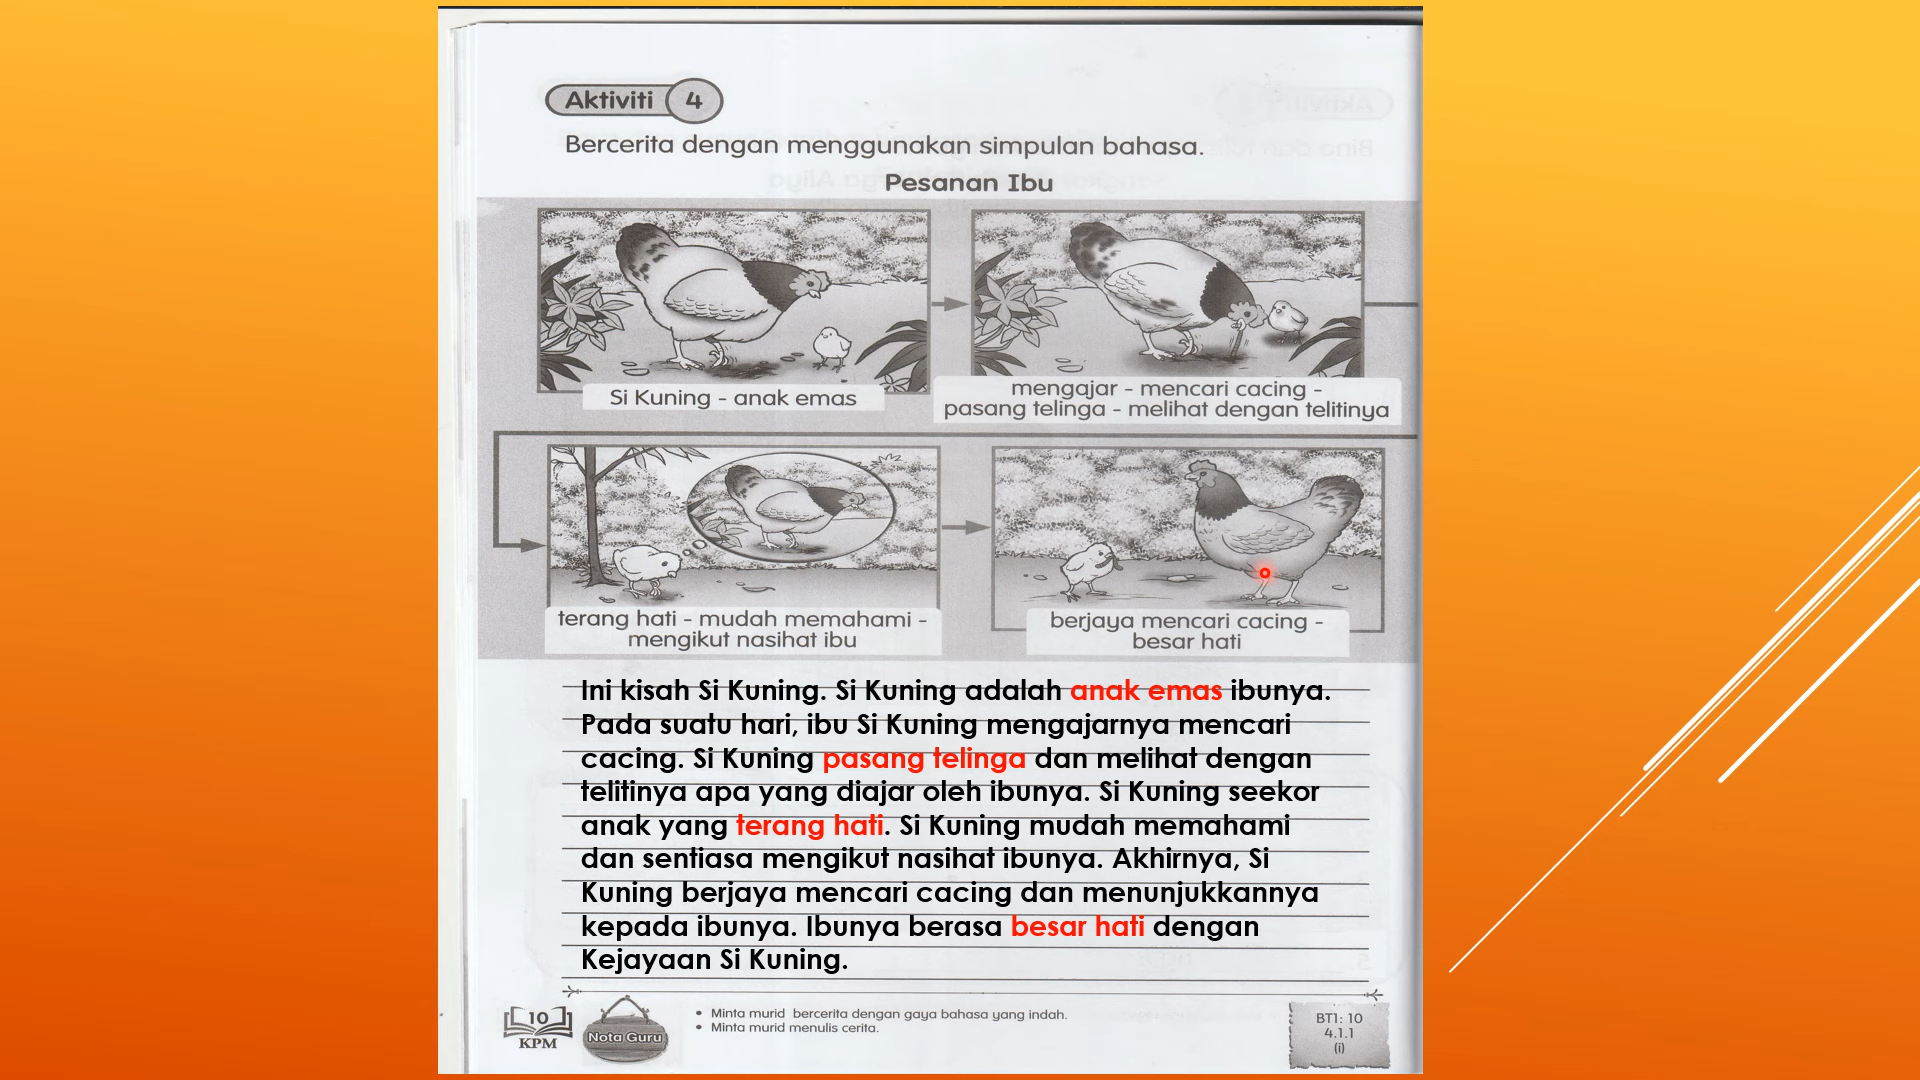 Aktiviti 4
Bercerita dengan menggunakan simpulan bahasa.
Pesanan Ibu
Si Kuning - anak emas
mengajar - mencari cacing -
pasang telinga - melihat dengan telitinya
terang hati - mudah memahami -
mengikut nasihat ibu
berjaya mencari cacing -
besar hati
Ini kisah Si Kuning. Si Kuning adalah anak emas ibunya.
Pada suatu hari, ibu Si Kuning mengajarnya mencari
cacing. Si Kuning pasang telinga dan melihat dengan
telitinya apa yang diajar oleh ibunya. Si Kuning seekor
anak yang terang hati. Si Kuning mudah memahami
dan sentiasa mengikut nasihat ibunya. Akhirnya, Si
Kuning berjaya mencari cacing dan menunjukkannya
kepada ibunya. Ibunya berasa besar hati dengan
Kejayaan Si Kuning.
10
KPM
Nota Guru
• Minta murid bercerita dengan gaya bahasa yang indah.
• Minta murid menulis cerita.
BT1: 10
4.1.1
(i)